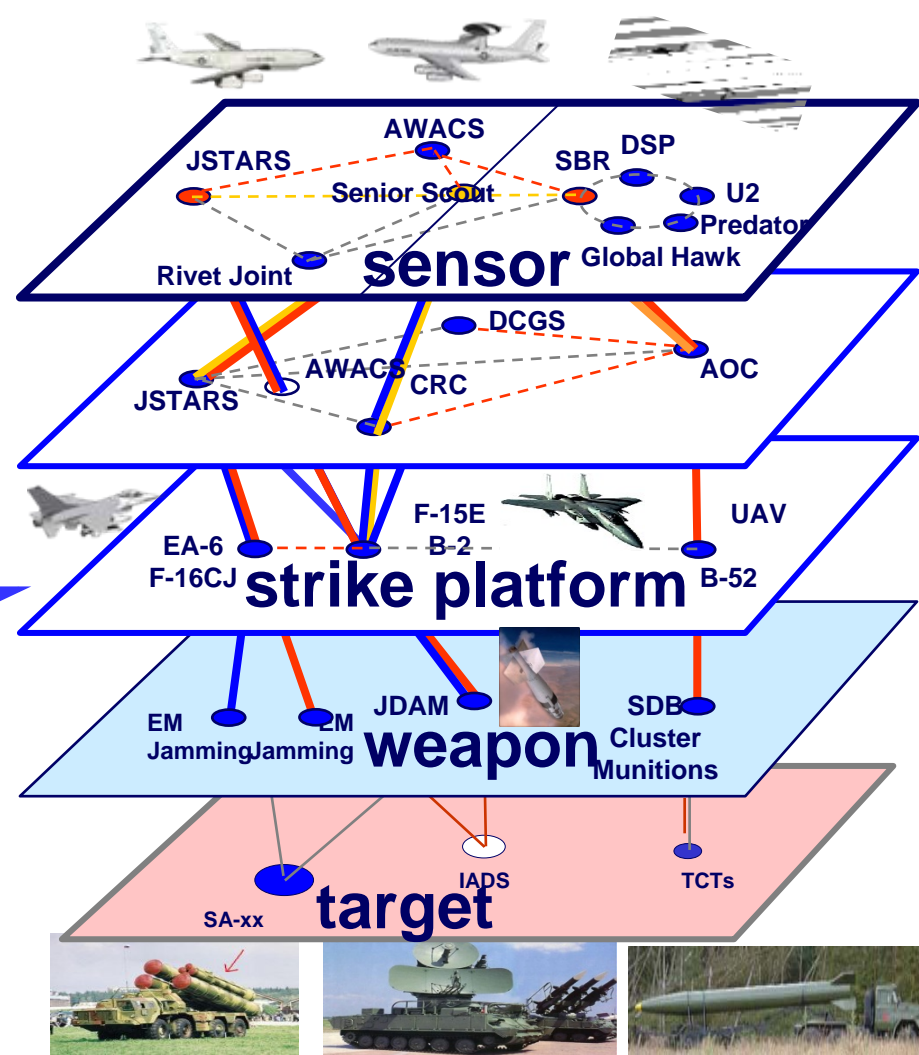 AWACS
JSTARS
SBR
DSP
Senior Scout
U2
Predator
Global Hawk
Rivet Joint
sensor
DCGS
AWACS
AOC
CRC
JSTARS
F-15E
UAV
EA-6
B-2
F-16CJ
B-52
strike platform
JDAM
SDB
EM
EM
Jamming
Jamming
Cluster
Munitions
weapon
IADS
TCTs
SA-xx
target